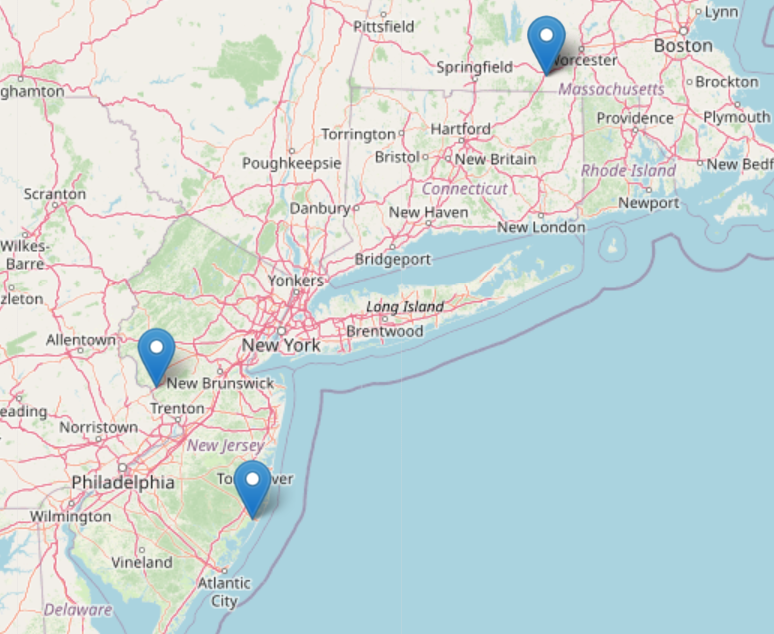 Lynn
Pittsfield
Boston
Springfield
Worcester
ghamton
Brockton
Massachusetts
Providence
Plymouth
Torrington
Hartford
Bristol
New Britain
Poughkeepsie
New Bedf
Rhode Island
Connecticut
Scranton
Newport
Danbury
New Haven
New London
Wilkes-
Barre
Bridgeport
Yonkers
zleton
Long Island
Brentwood
Allentown
New York
New Brunswick
eading
Trenton
Norristown
New Jersey
Philadelphia
To
ver
Wilmington
Vineland
Atlantic
City
Delaware